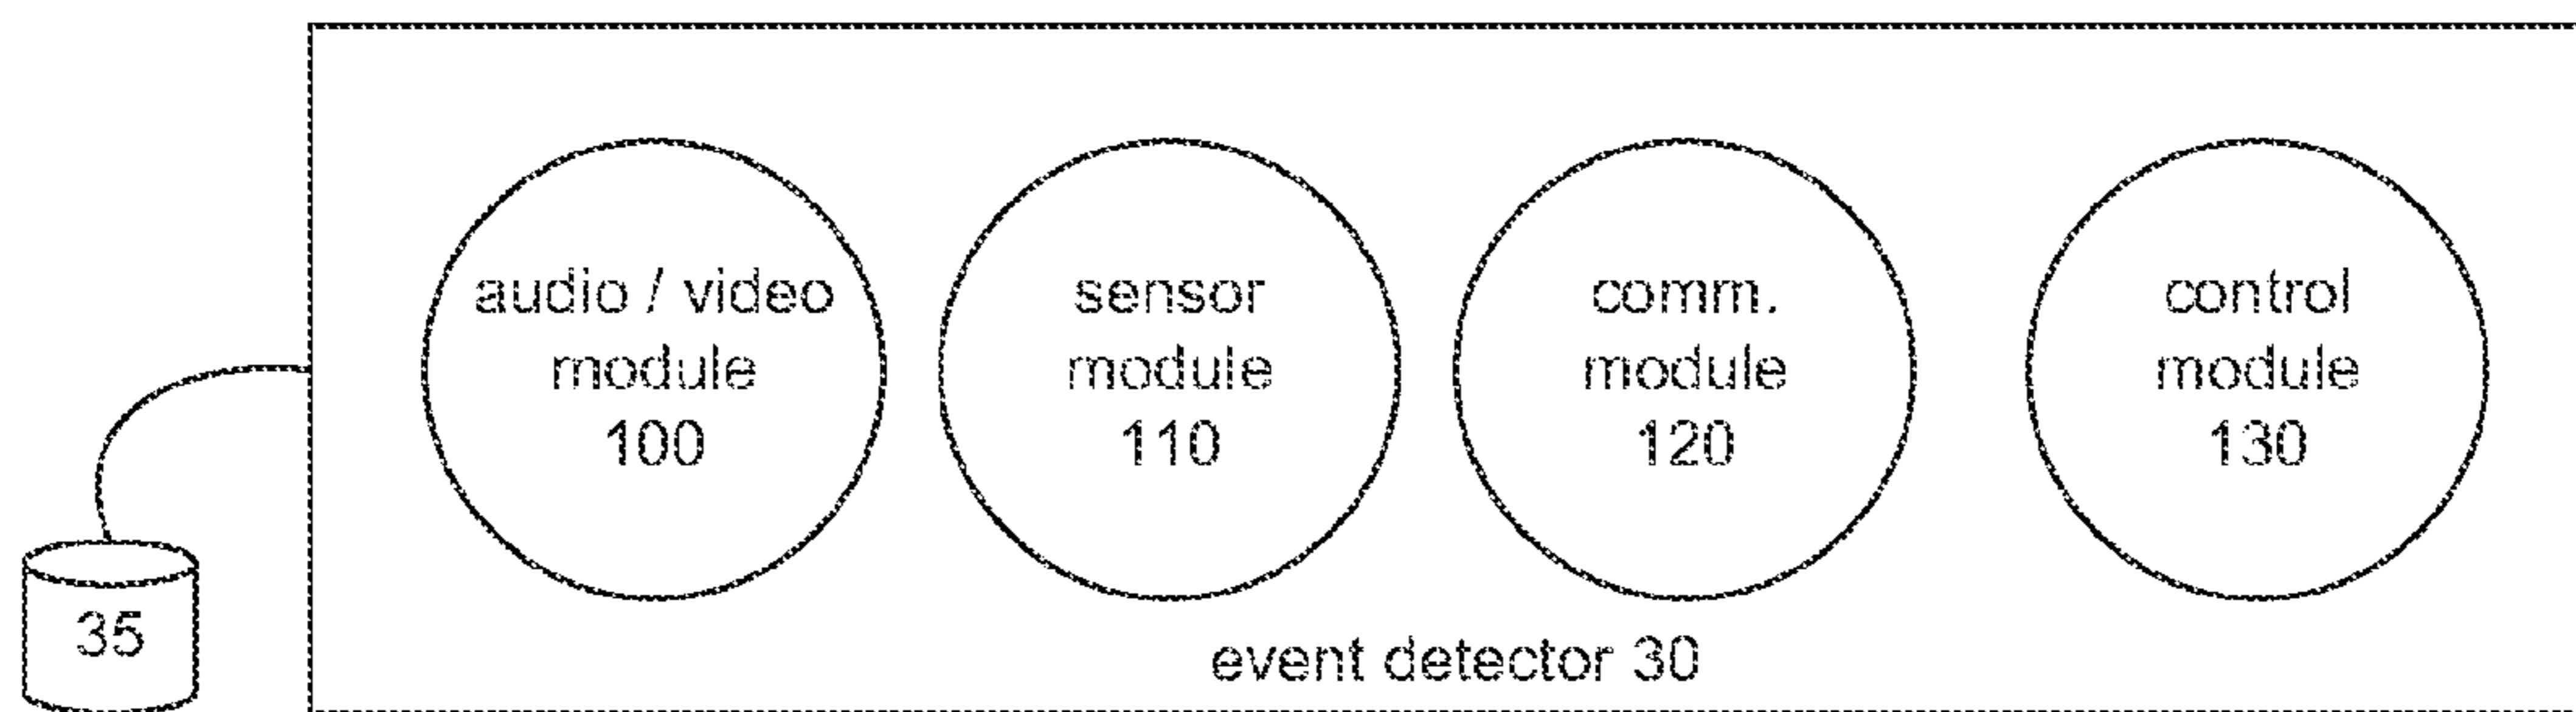 audio / video
module
100
sensor
module
110
comm.
module
120
control
module
130
35
event detector 30